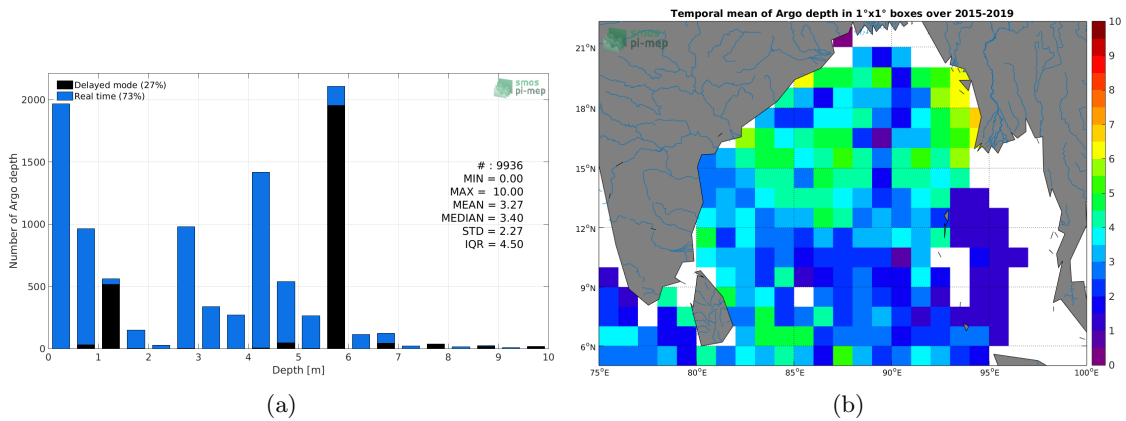 smos
pi-mep
Delayed mode (27%)
Real time (73%)
2000
1500
1000
500
0
Number of Argo depth
# : 9936
MIN = 0.00
MAX = 10.00
MEAN = 3.27
MEDIAN = 3.40
STD = 2.27
IQR = 4.50
0 1 2 3 4 5 6 7 8 9 10
Depth [m]
(a)
Temporal mean of Argo depth in 1°x1° boxes over 2015-2019
smos
pi-mep
21°N
18°N
15°N
12°N
9°N
6°N
75°E 80°E 85°E 90°E 95°E 100°E
10
9
8
7
6
5
4
3
2
1
0
(b)